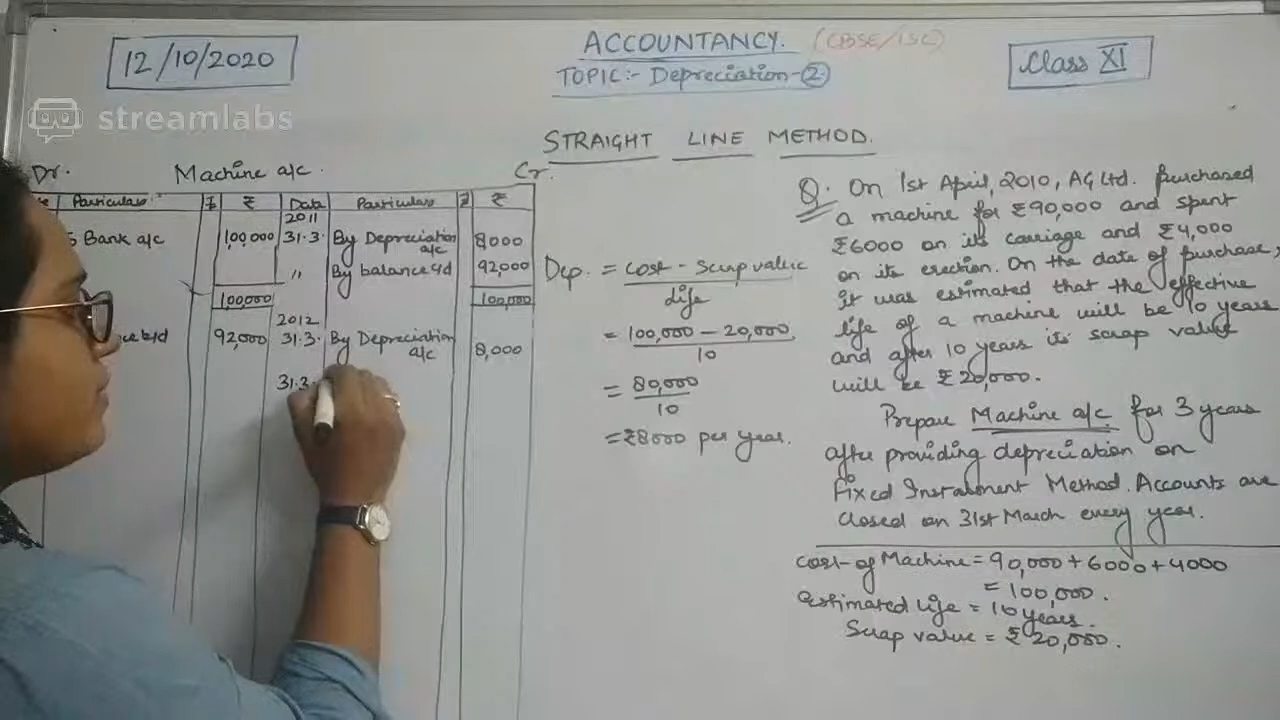 12/10/2020
ACCOUNTANCY. (CBSE/ISC)
TOPIC:- Depreciation-2
Class XI
streamlabs
STRAIGHT LINE METHOD.
Dr. Machine a/c. Cr.
Particulars ₹ Date Particulars ₹
2011
Bank a/c 100,000 31.3. By Depreciation a/c 8000
" By balance c/d 92,000
100,000 100,000
2012
b/d 92,000 31.3. By Depreciation a/c 8,000
31.3.
Dep. = Cost - Scrap value
Life
= 100,000 - 20,000
10
= 80,000
10
= ₹8000 per year.
Q. On 1st April, 2010, AG Ltd. purchased
a machine for ₹90,000 and spent
₹6000 on its carriage and ₹4,000
on its erection. On the date of purchase,
it was estimated that the effective
life of a machine will be 10 years
and after 10 years its scrap value
will be ₹20,000.
Prepare Machine a/c for 3 years
after providing depreciation on
Fixed Instalment Method. Accounts are
closed on 31st March every year.
Cost of Machine = 90,000 + 6000 + 4000
= 100,000.
Estimated Life = 10 years.
Scrap value = ₹20,000.